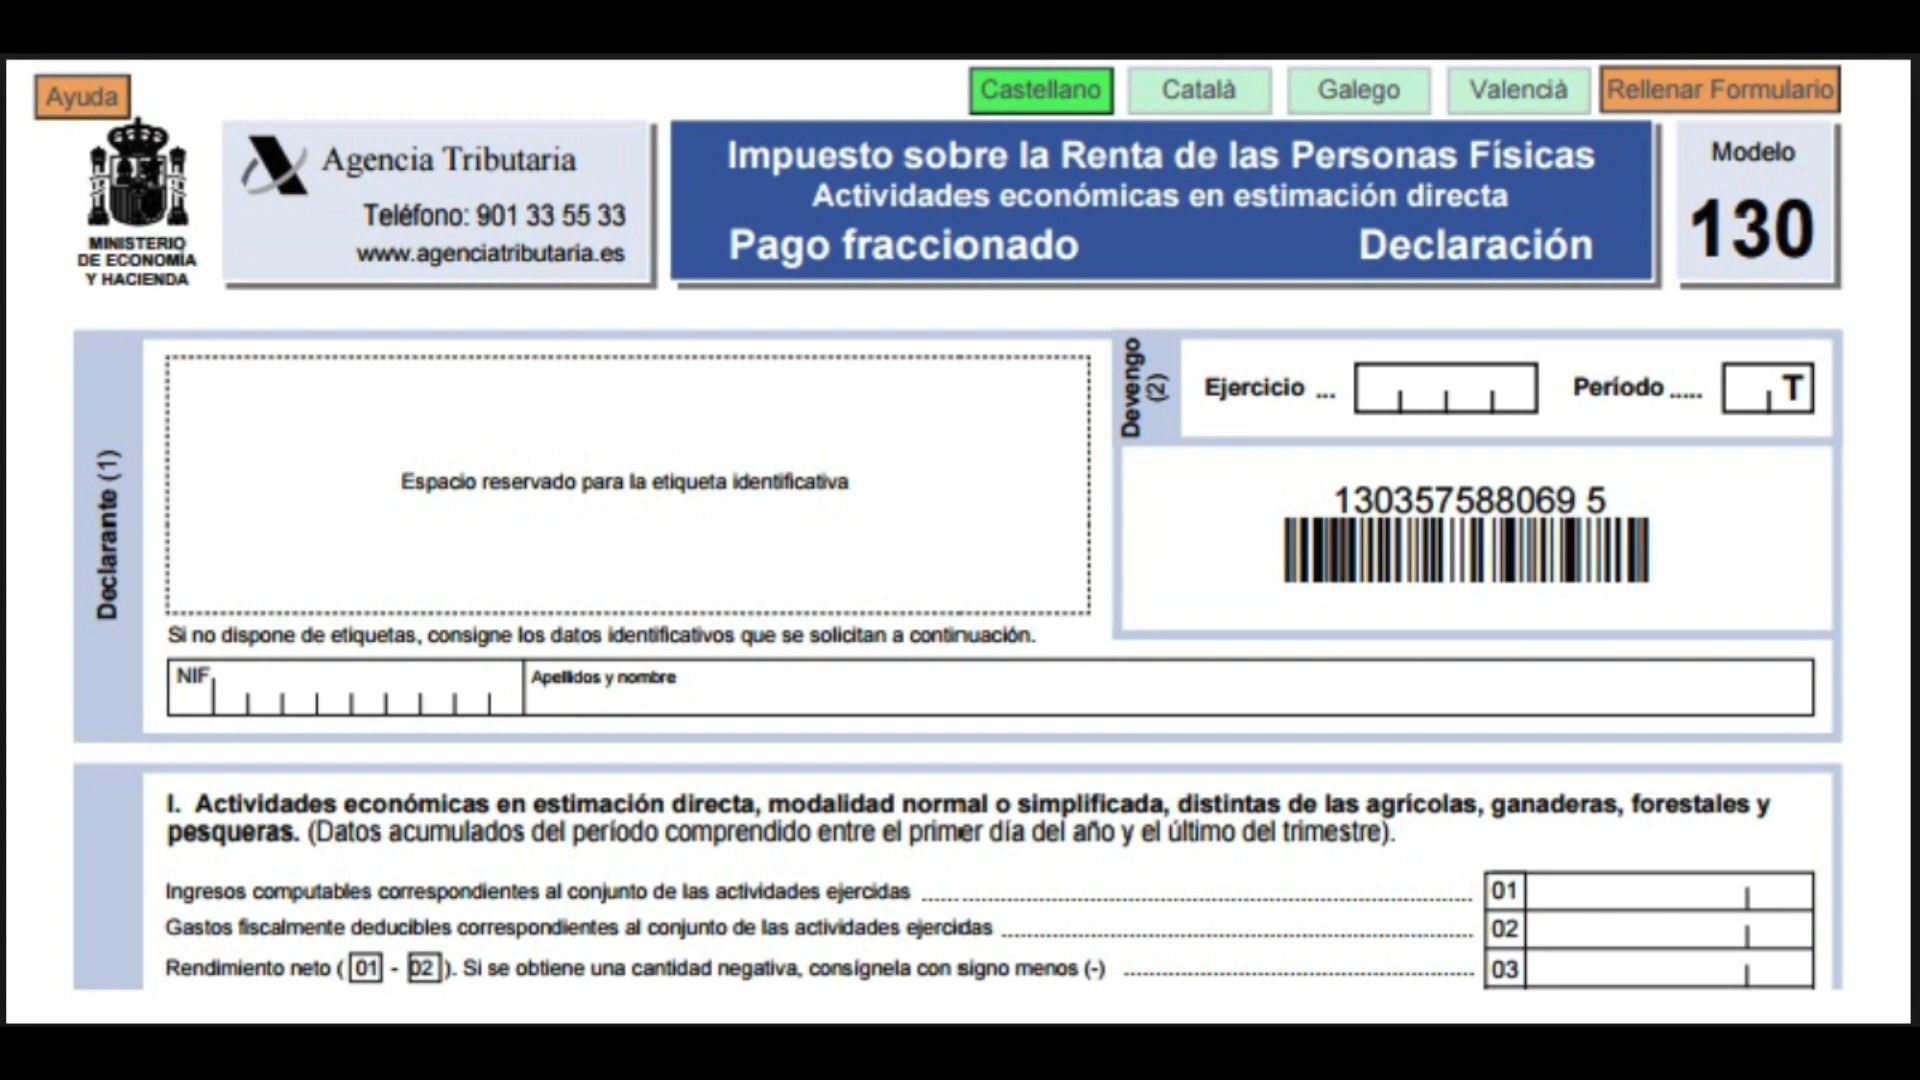 Ayuda
Castellano
Català
Galego
Valencià
Rellenar Formulario
MINISTERIO
DE ECONOMÍA
Y HACIENDA
Agencia Tributaria
Teléfono: 901 33 55 33
www.agenciatributaria.es
Impuesto sobre la Renta de las Personas Físicas
Actividades económicas en estimación directa
Pago fraccionado Declaración
Modelo
130
Declarante (1)
Espacio reservado para la etiqueta identificativa
Devengo
(2)
Ejercicio ...
Período ..... T
130357588069 5
Si no dispone de etiquetas, consigne los datos identificativos que se solicitan a continuación.
NIF
Apellidos y nombre
I. Actividades económicas en estimación directa, modalidad normal o simplificada, distintas de las agrícolas, ganaderas, forestales y
pesqueras. (Datos acumulados del período comprendido entre el primer día del año y el último del trimestre).
Ingresos computables correspondientes al conjunto de las actividades ejercidas 01
Gastos fiscalmente deducibles correspondientes al conjunto de las actividades ejercidas 02
Rendimiento neto ( 01 - 02 ). Si se obtiene una cantidad negativa, consígnela con signo menos (-) 03